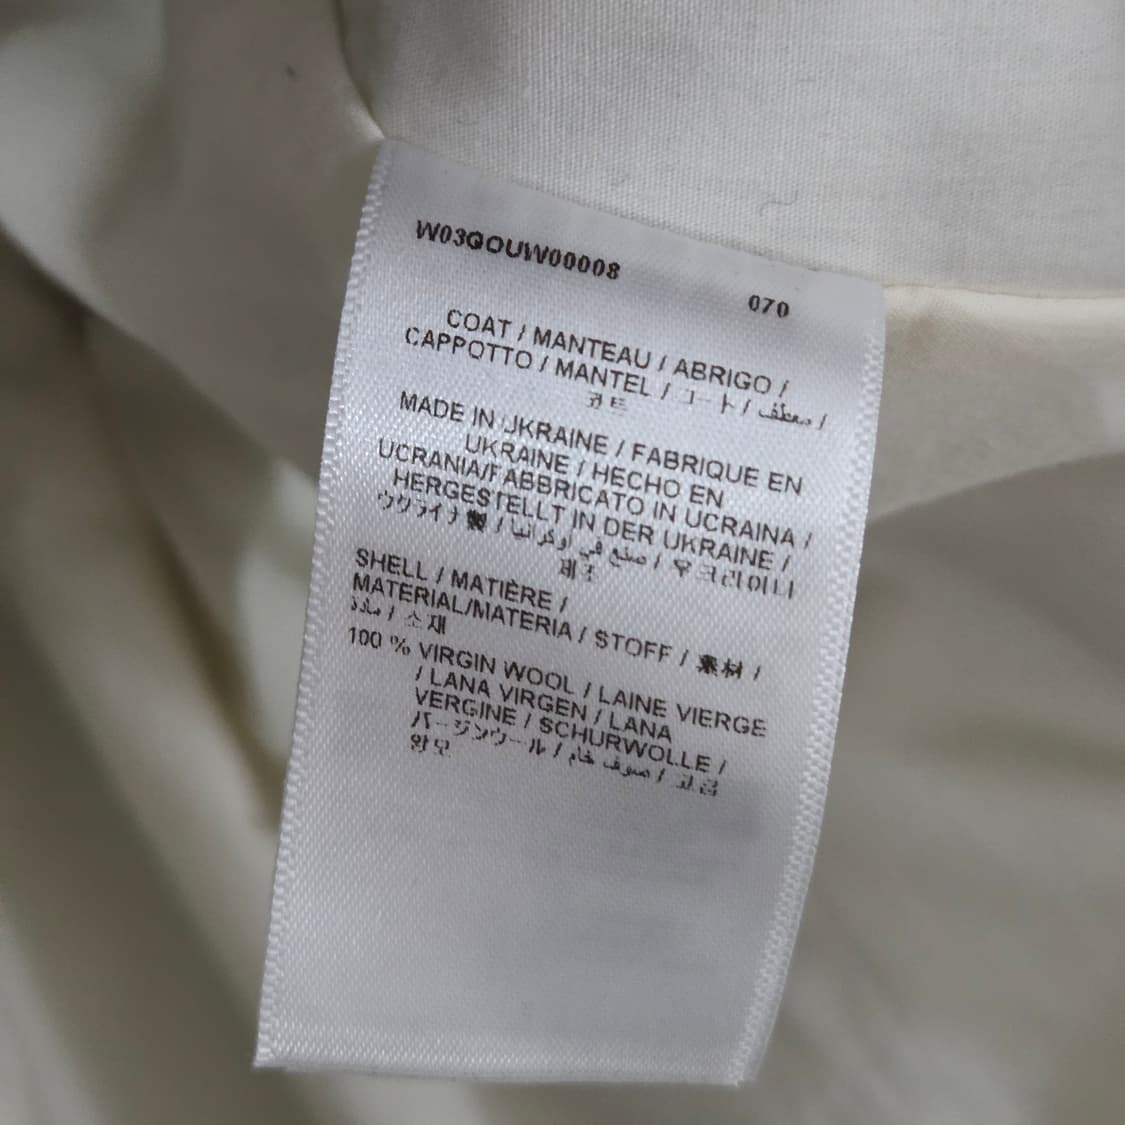 W03QOUW00008
070
COAT / MANTEAU / ABRIGO /
CAPPOTTO / MANTEL / コート / معطف /
코트
MADE IN UKRAINE / FABRIQUE EN
UKRAINE / HECHO EN
UCRANIA/FABBRICATO IN UCRAINA /
HERGESTELLT IN DER UKRAINE /
ウクライナ製 / صنع في أوكرانيا / 우크라이나
제조
SHELL / MATIÈRE /
MATERIAL/MATERIA / STOFF / 素材 /
مادة / 소재
100 % VIRGIN WOOL / LAINE VIERGE
/ LANA VIRGEN / LANA
VERGINE / SCHURWOLLE /
バージンウール / صوف خام / 고급
양모